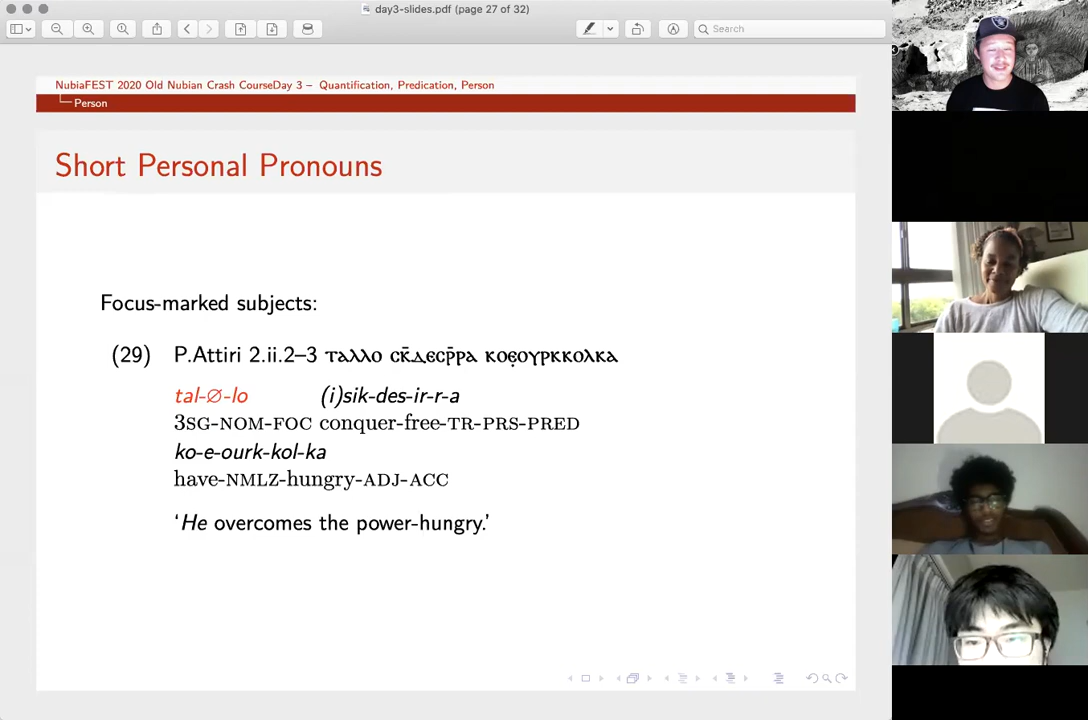 day3-slides.pdf (page 27 of 32)
Search
NubiaFEST 2020 Old Nubian Crash CourseDay 3 – Quantification, Predication, Person
Person
Short Personal Pronouns
Focus-marked subjects:
(29) P.Attiri 2.ii.2–3 ⲧⲁⲗⲗⲟ ⲥⲕ̄ⲇⲉⲥⲣ̄ⲣⲁ ⲕⲟⲉ̣ⲟⲩⲣⲕⲕⲟⲗⲕⲁ
tal-∅-lo (i)sik-des-ir-r-a
3SG-NOM-FOC conquer-free-TR-PRS-PRED
ko-e-ourk-kol-ka
have-NMLZ-hungry-ADJ-ACC
‘He overcomes the power-hungry.’